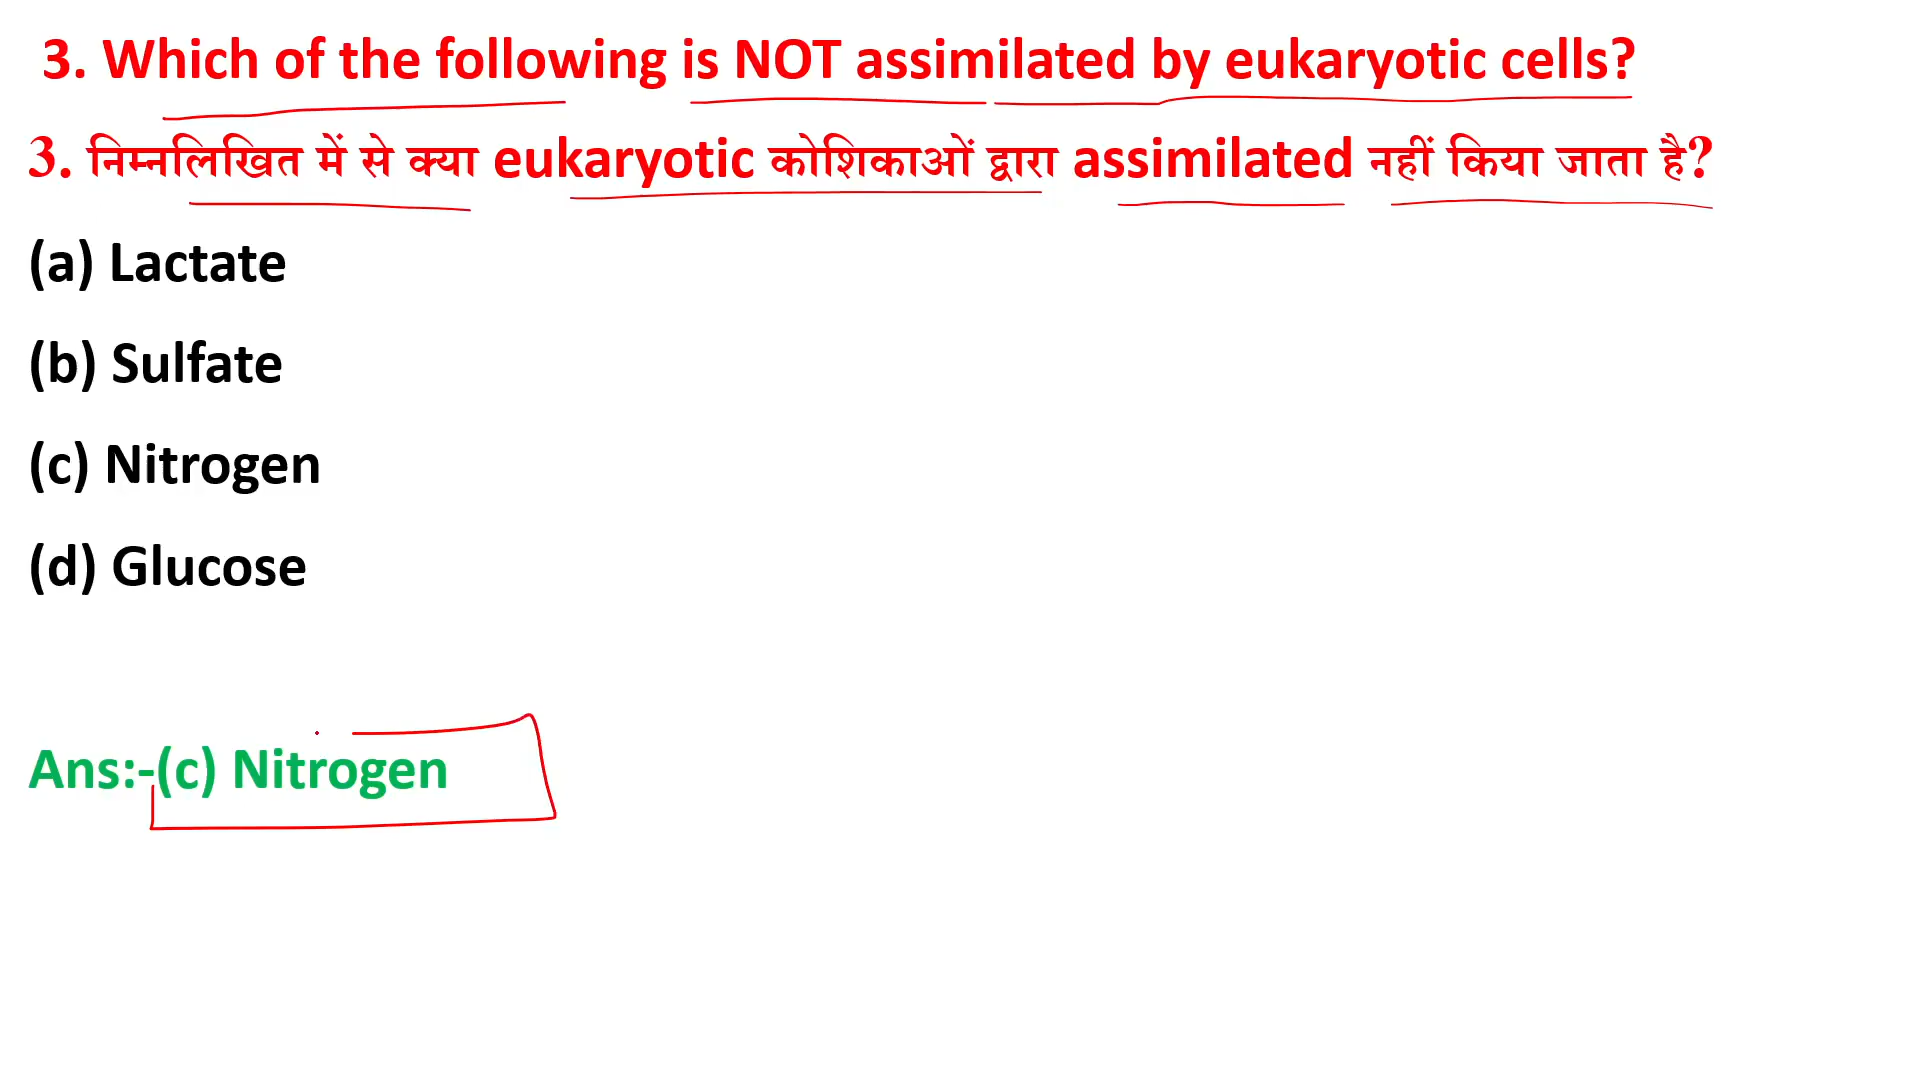 3. Which of the following is NOT assimilated by eukaryotic cells?
3. निम्नलिखित में से क्या eukaryotic कोशिकाओं द्वारा assimilated नहीं किया जाता है?
(a) Lactate
(b) Sulfate
(c) Nitrogen
(d) Glucose
Ans:-(c) Nitrogen